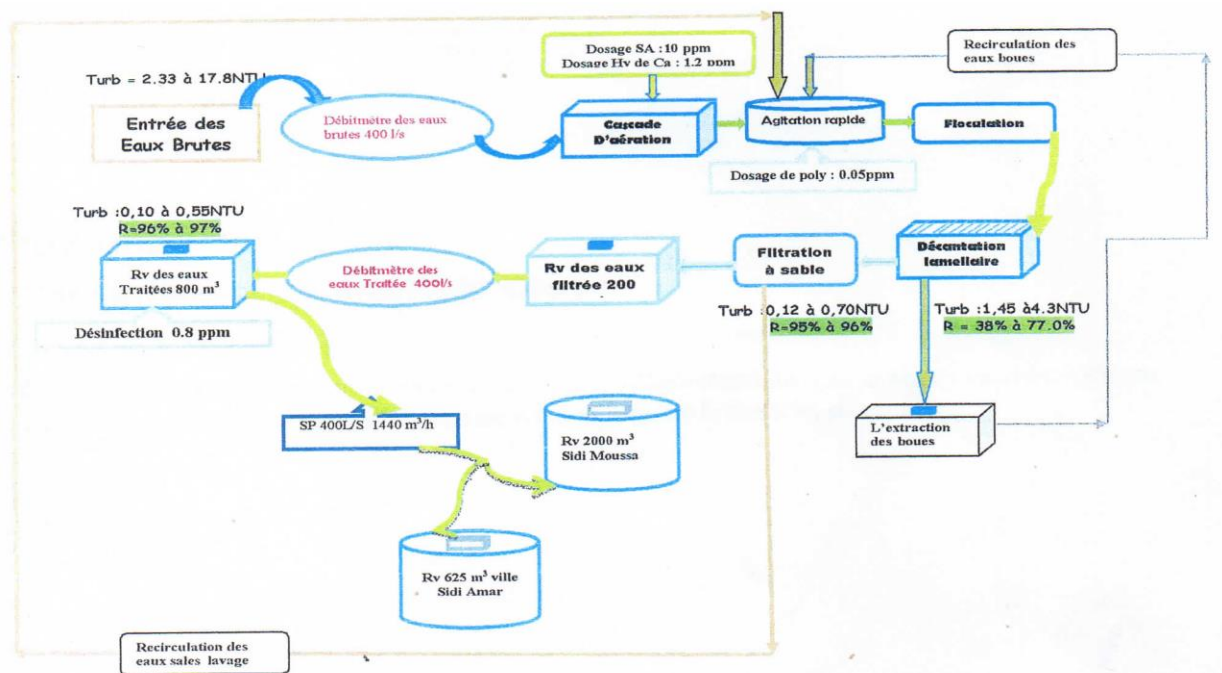 Dosage SA :10 ppm
Dosage Hv de Ca : 1.2 ppm
Recirculation des
eaux boues
Turb = 2.33 à 17.8NTU
Entrée des
Eaux Brutes
Débitmètre des eaux
brutes 400 l/s
Cascade
D'aération
Agitation rapide
Floculation
Dosage de poly : 0.05ppm
Turb :0,10 à 0,55NTU
R=96% à 97%
Rv des eaux
Traitées 800 m³
Désinfection 0.8 ppm
Débitmètre des
eaux Traitée 400l/s
Rv des eaux
filtrée 200
Filtration
à sable
Décantation
lamellaire
Turb :0,12 à 0,70NTU
R=95% à 96%
Turb :1,45 à4.3NTU
R = 38% à 77.0%
SP 400L/S 1440 m³/h
Rv 2000 m³
Sidi Moussa
L'extraction
des boues
Rv 625 m³ ville
Sidi Amar
Recirculation des
eaux sales lavage